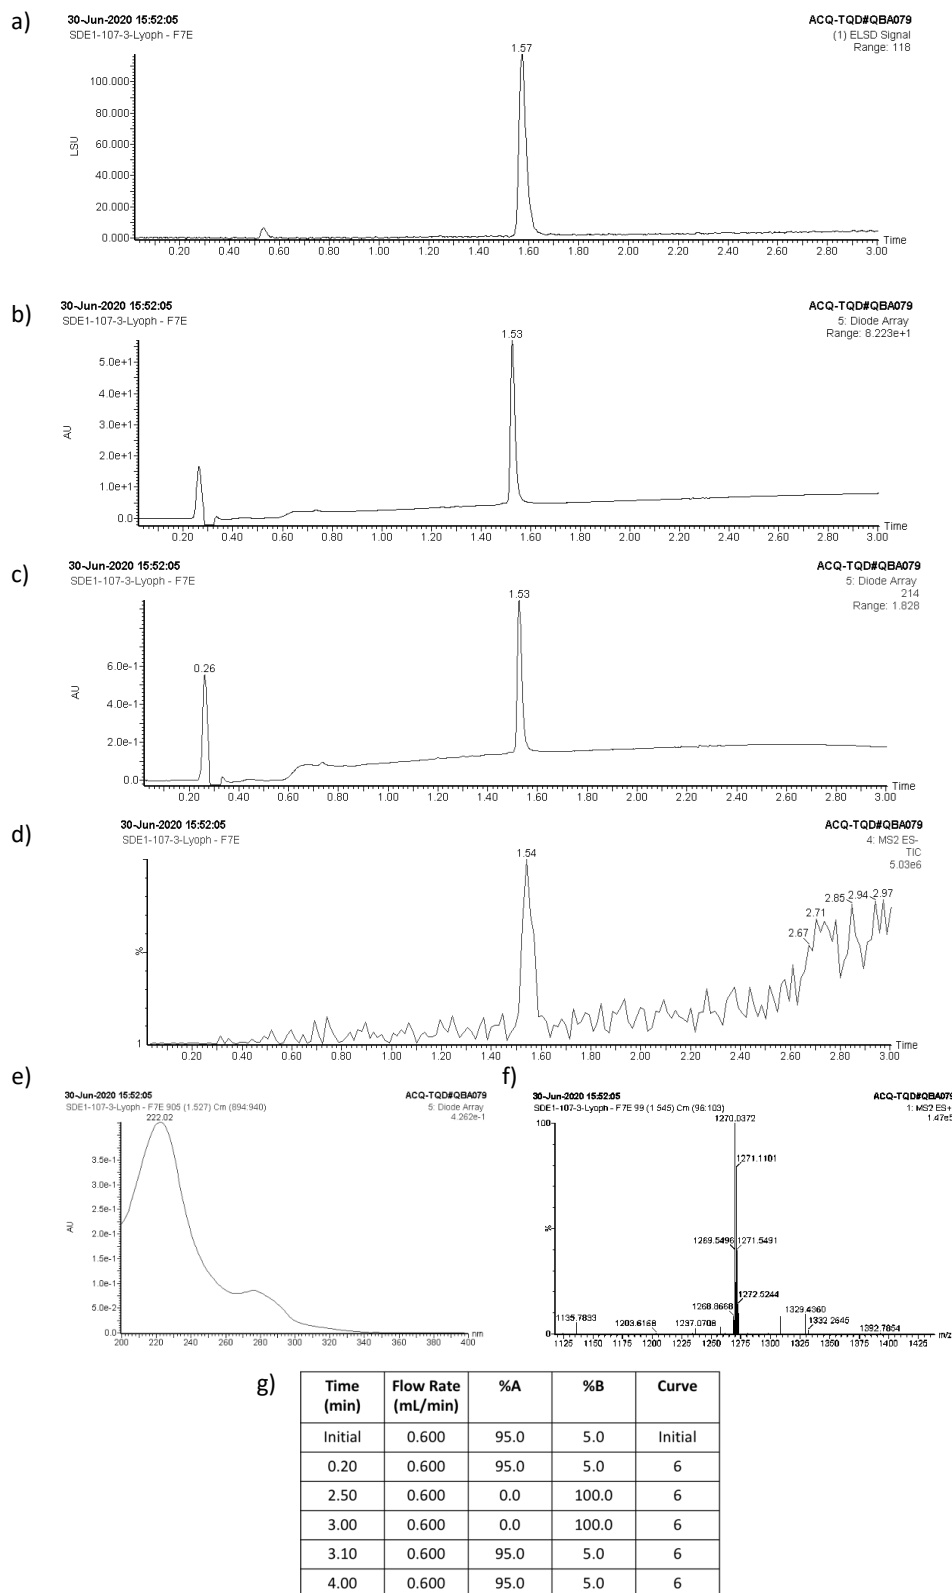 a)
30-Jun-2020 15:52:05 ACQ-TQD#QBA079
SDE1-107-3-Lyoph - F7E (1) ELSD Signal
Range: 118
1.57
100.000
80.000
60.000
40.000
20.000
0.000
LSU
0.20 0.40 0.60 0.80 1.00 1.20 1.40 1.60 1.80 2.00 2.20 2.40 2.60 2.80 3.00
Time
b)
30-Jun-2020 15:52:05 ACQ-TQD#QBA079
SDE1-107-3-Lyoph - F7E 5: Diode Array
Range: 8.223e+1
1.53
5.0e+1
4.0e+1
3.0e+1
2.0e+1
1.0e+1
0.0
AU
0.20 0.40 0.60 0.80 1.00 1.20 1.40 1.60 1.80 2.00 2.20 2.40 2.60 2.80 3.00
Time
c)
30-Jun-2020 15:52:05 ACQ-TQD#QBA079
SDE1-107-3-Lyoph - F7E 5: Diode Array
214
Range: 1.828
1.53
0.26
6.0e-1
4.0e-1
2.0e-1
0.0
AU
0.20 0.40 0.60 0.80 1.00 1.20 1.40 1.60 1.80 2.00 2.20 2.40 2.60 2.80 3.00
Time
d)
30-Jun-2020 15:52:05 ACQ-TQD#QBA079
SDE1-107-3-Lyoph - F7E 4: MS2 ES-
TIC
5.03e6
1.54
2.67 2.71 2.85 2.94 2.97
%
1
0.20 0.40 0.60 0.80 1.00 1.20 1.40 1.60 1.80 2.00 2.20 2.40 2.60 2.80 3.00
Time
e)
30-Jun-2020 15:52:05 ACQ-TQD#QBA079
SDE1-107-3-Lyoph - F7E 905 (1.527) Cm (894:940) 5: Diode Array
4.262e-1
222.02
3.5e-1
3.0e-1
2.5e-1
2.0e-1
1.5e-1
1.0e-1
5.0e-2
0.0
AU
200 220 240 260 280 300 320 340 360 380 400
nm
f)
30-Jun-2020 15:52:05 ACQ-TQD#QBA079
SDE1-107-3-Lyoph - F7E 99 (1.545) Cm (96:103) 1: MS2 ES+
1.47e5
100
%
0
1270.0372
1271.1101
1269.5496 1271.5491
1272.5244
1268.8668
1135.7833
1203.6168
1237.0708
1329.4360
1332.2645
1392.7854
1125 1150 1175 1200 1225 1250 1275 1300 1325 1350 1375 1400 1425
m/z
g)
Time (min) Flow Rate (mL/min) %A %B Curve
Initial 0.600 95.0 5.0 Initial
0.20 0.600 95.0 5.0 6
2.50 0.600 0.0 100.0 6
3.00 0.600 0.0 100.0 6
3.10 0.600 95.0 5.0 6
4.00 0.600 95.0 5.0 6